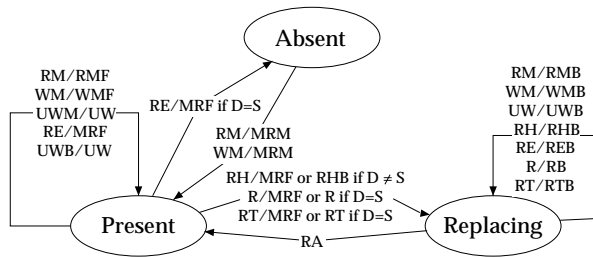 Absent
RM/RMF
WM/WMF
UWM/UW
RE/MRF
UWB/UW
RE/MRF if D=S
RM/MRM
WM/MRM
RM/RMB
WM/WMB
UW/UWB
RH/RHB
RE/REB
R/RB
RT/RTB
RH/MRF or RHB if D ≠ S
R/MRF or R if D=S
RT/MRF or RT if D=S
Present
Replacing
RA